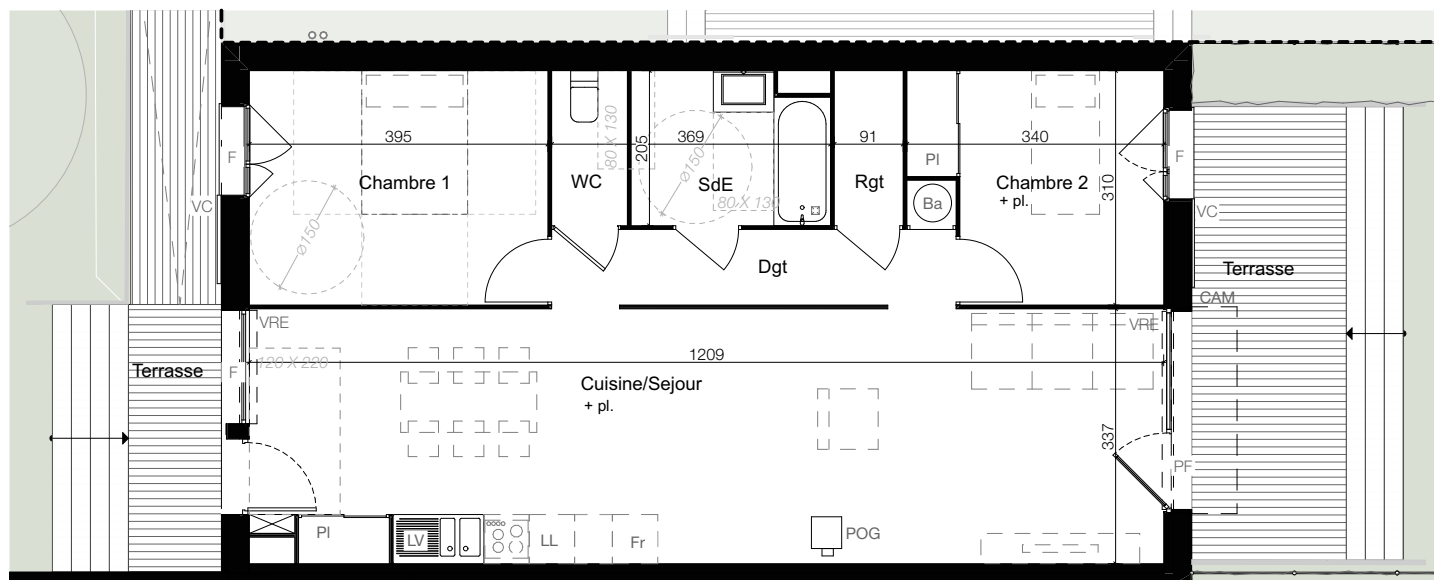 395
369
91
340
205
310
80 X 130
ø150
80 X 130
F
Chambre 1
WC
SdE
Rgt
Pl
Ba
Chambre 2
+ pl.
F
VC
VC
ø150
Dgt
Terrasse
CAM
VRE
VRE
120 X 220
1209
Terrasse
F
Cuisine/Sejour
+ pl.
337
PF
Pl
LV
LL
Fr
POG